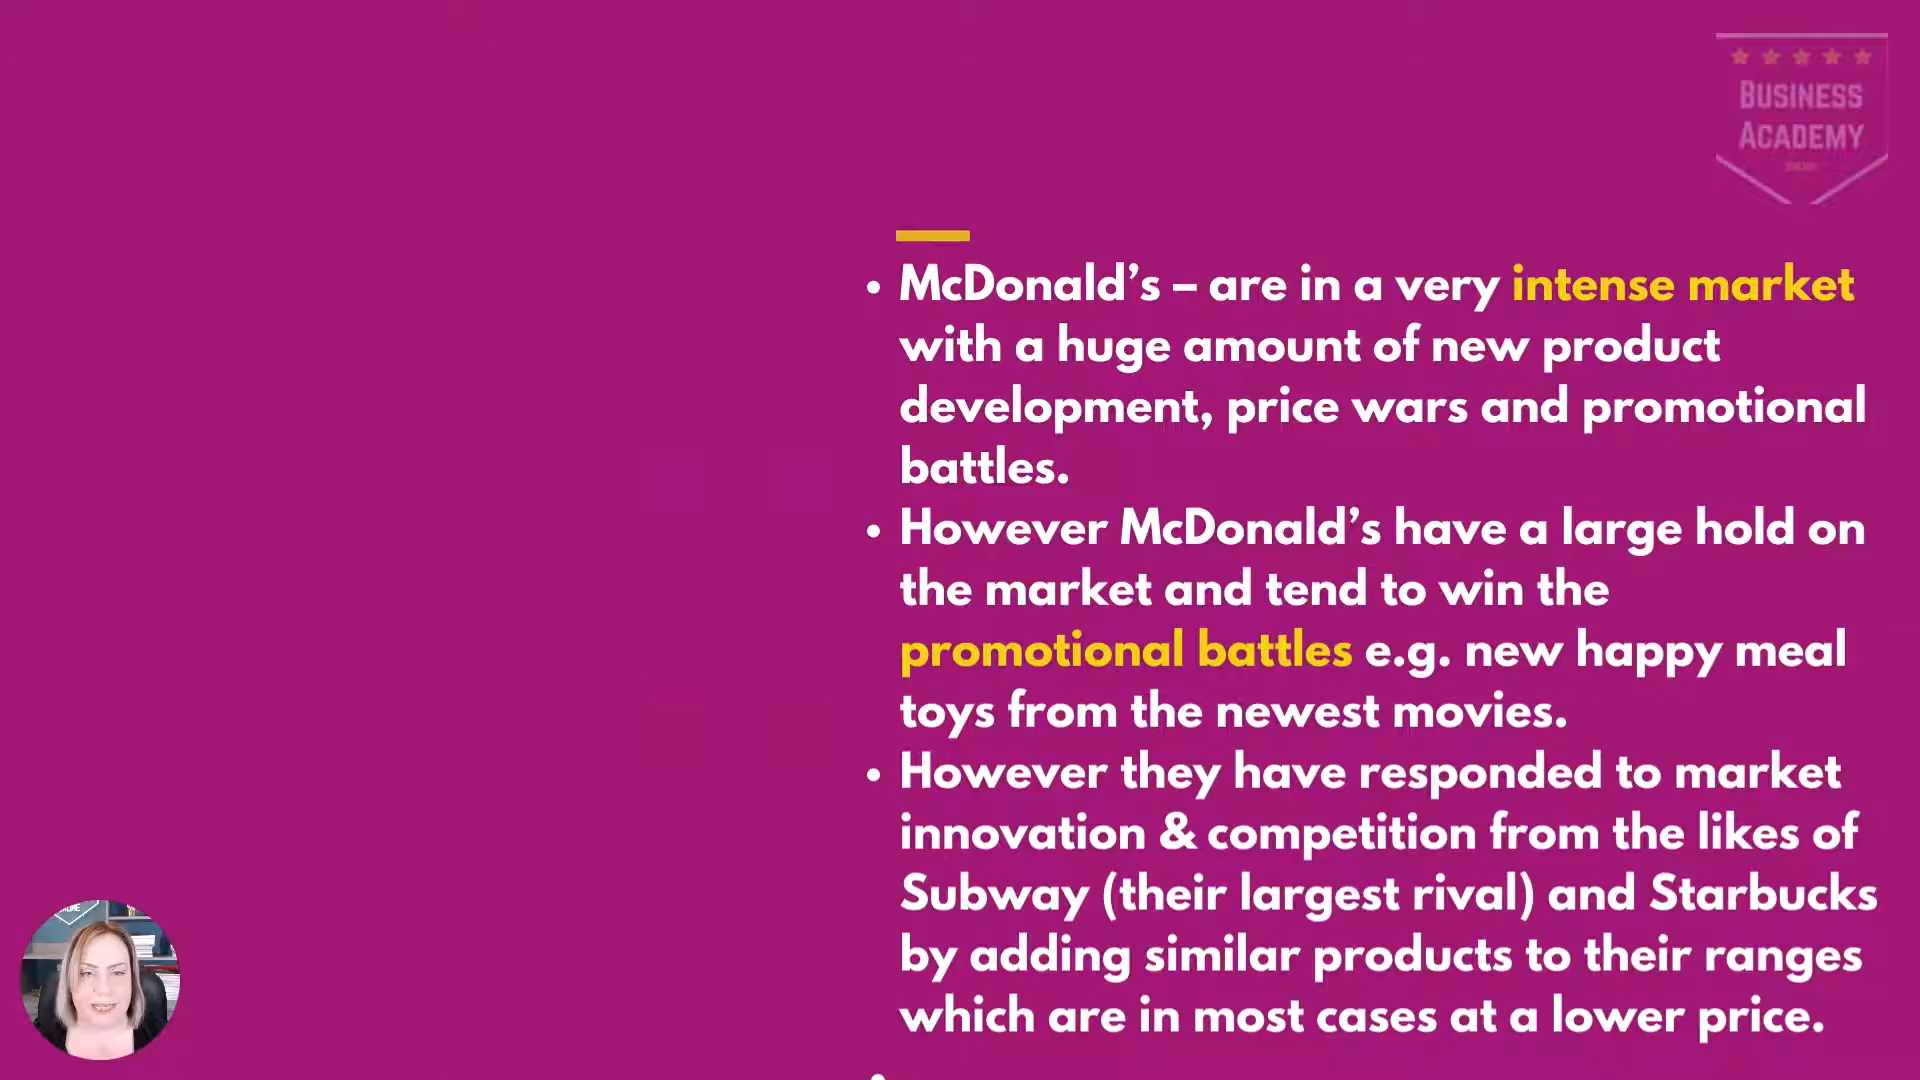 BUSINESS
ACADEMY
• McDonald’s – are in a very intense market
with a huge amount of new product
development, price wars and promotional
battles.
• However McDonald’s have a large hold on
the market and tend to win the
promotional battles e.g. new happy meal
toys from the newest movies.
• However they have responded to market
innovation & competition from the likes of
Subway (their largest rival) and Starbucks
by adding similar products to their ranges
which are in most cases at a lower price.